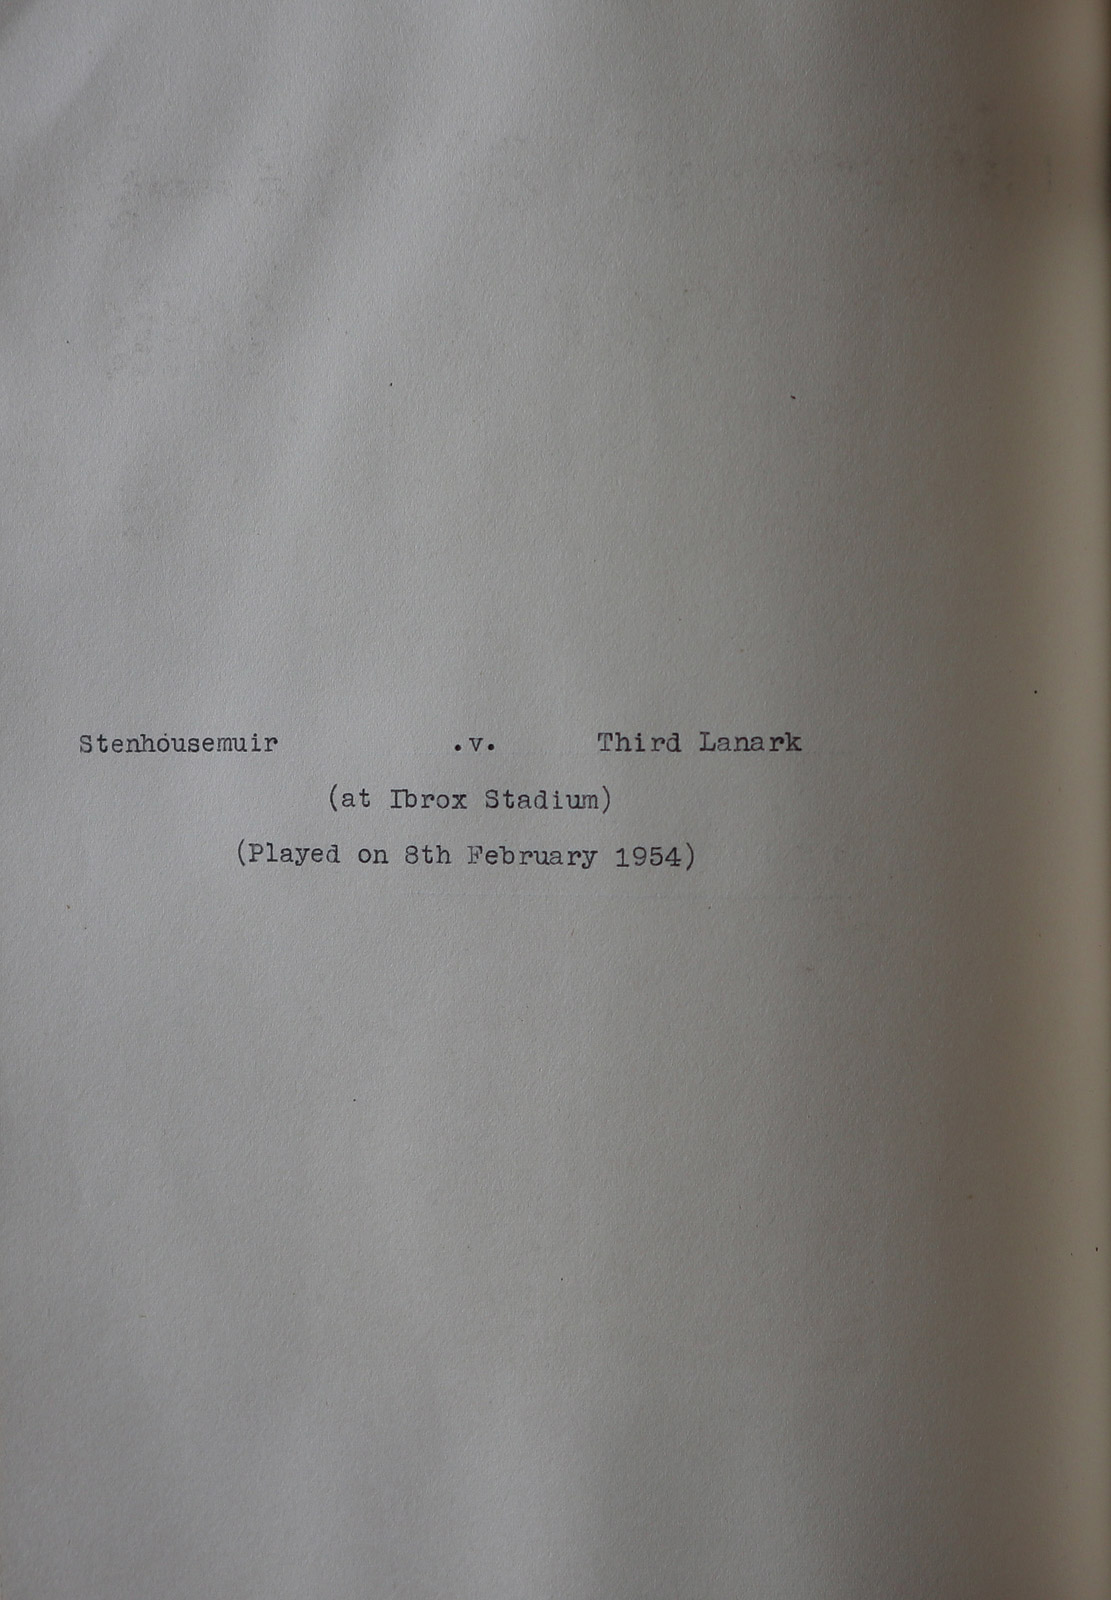 Stenhousemuir .v. Third Lanark
(at Ibrox Stadium)
(Played on 8th February 1954)